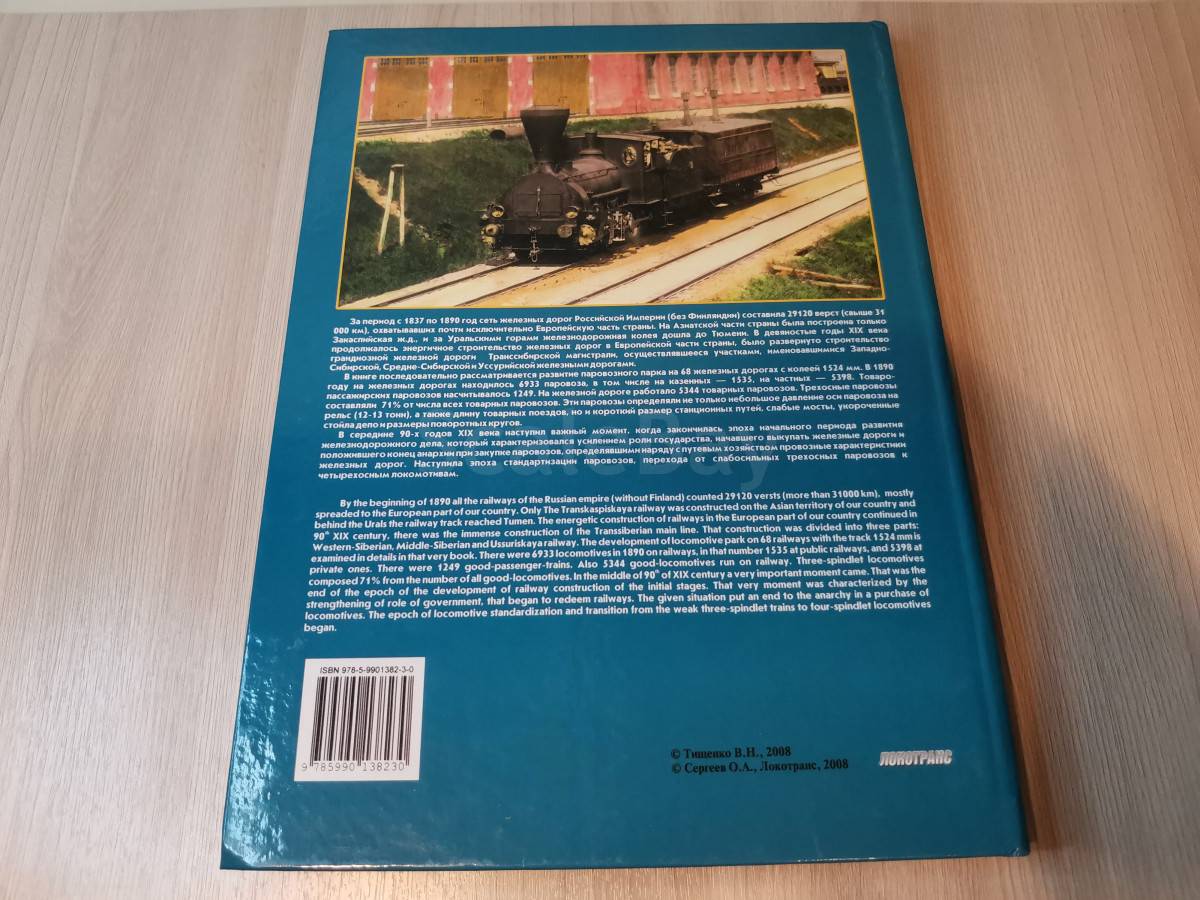 За период с 1837 по 1890 год сеть железных дорог Российской Империи (без Финляндии) составила 29120 верст (свыше 31
000 км), охватывавших почти исключительно Европейскую часть страны. На Азиатской части страны была построена только
Закаспийская ж.д., и за Уральскими горами железнодорожная колея дошла до Тюмени. В девяностые годы XIX века
продолжалось энергичное строительство железных дорог в Европейской части страны, было развернуто строительство
грандиозной железной дороги Транссибирской магистрали, осуществлявшееся участками, именовавшимися Западно-
Сибирской, Средне-Сибирской и Уссурийской железными дорогами.
В книге последовательно рассматривается развитие паровозного парка на 68 железных дорогах с колеей 1524 мм. В 1890
году на железных дорогах находилось 6933 паровоза, в том числе на казенных — 1535, на частных — 5398. Товаро-
пассажирских паровозов насчитывалось 1249. На железной дороге работало 5344 товарных паровозов. Трехосные паровозы
составляли 71% от числа всех товарных паровозов. Эти паровозы определяли не только небольшое давление оси паровоза на
рельс (12-13 тонн), а также длину товарных поездов, но и короткий размер станционных путей, слабые мосты, укороченные
стойла депо и размеры поворотных кругов.
В середине 90-х годов XIX века наступил важный момент, когда закончилась эпоха начального периода развития
железнодорожного дела, который характеризовался усилением роли государства, начавшего выкупать железные дороги и
положившего конец анархии при закупке паровозов, определявшими наряду с путевым хозяйством провозные характеристики
железных дорог. Наступила эпоха стандартизации паровозов, перехода от слабосильных трехосных паровозов к
четырехосным локомотивам.
By the beginning of 1890 all the railways of the Russian empire (without Finland) counted 29120 versts (more than 31000 km), mostly
spreaded to the European part of our country. Only The Transkaspiskaya railway was constructed on the Asian territory of our country and
behind the Urals the railway track reached Tumen. The energetic construction of railways in the European part of our country continued in
90th XIX century, there was the immense construction of the Transsiberian main line. That construction was divided into three parts:
Western-Siberian, Middle-Siberian and Ussuriskaya railway. The development of locomotive park on 68 railways with the track 1524 mm is
examined in details in that very book. There were 6933 locomotives in 1890 on railways, in that number 1535 at public railways, and 5398 at
private ones. There were 1249 good-passenger-trains. Also 5344 good-locomotives run on railway. Three-spindlet locomotives
composed 71% from the number of all good-locomotives. In the middle of 90th of XIX century a very important moment came. That was the
end of the epoch of the development of railway construction of the initial stages. That very moment was characterized by the
strengthening of role of government, that began to redeem railways. The given situation put an end to the anarchy in a purchase of
locomotives. The epoch of locomotive standardization and transition from the weak three-spindlet trains to four-spindlet locomotives
began.
ISBN 978-5-9901382-3-0
9 785990 138230
© Тищенко В.Н., 2008
© Сергеев О.А., Локотранс, 2008
ЛОКОТРАНС